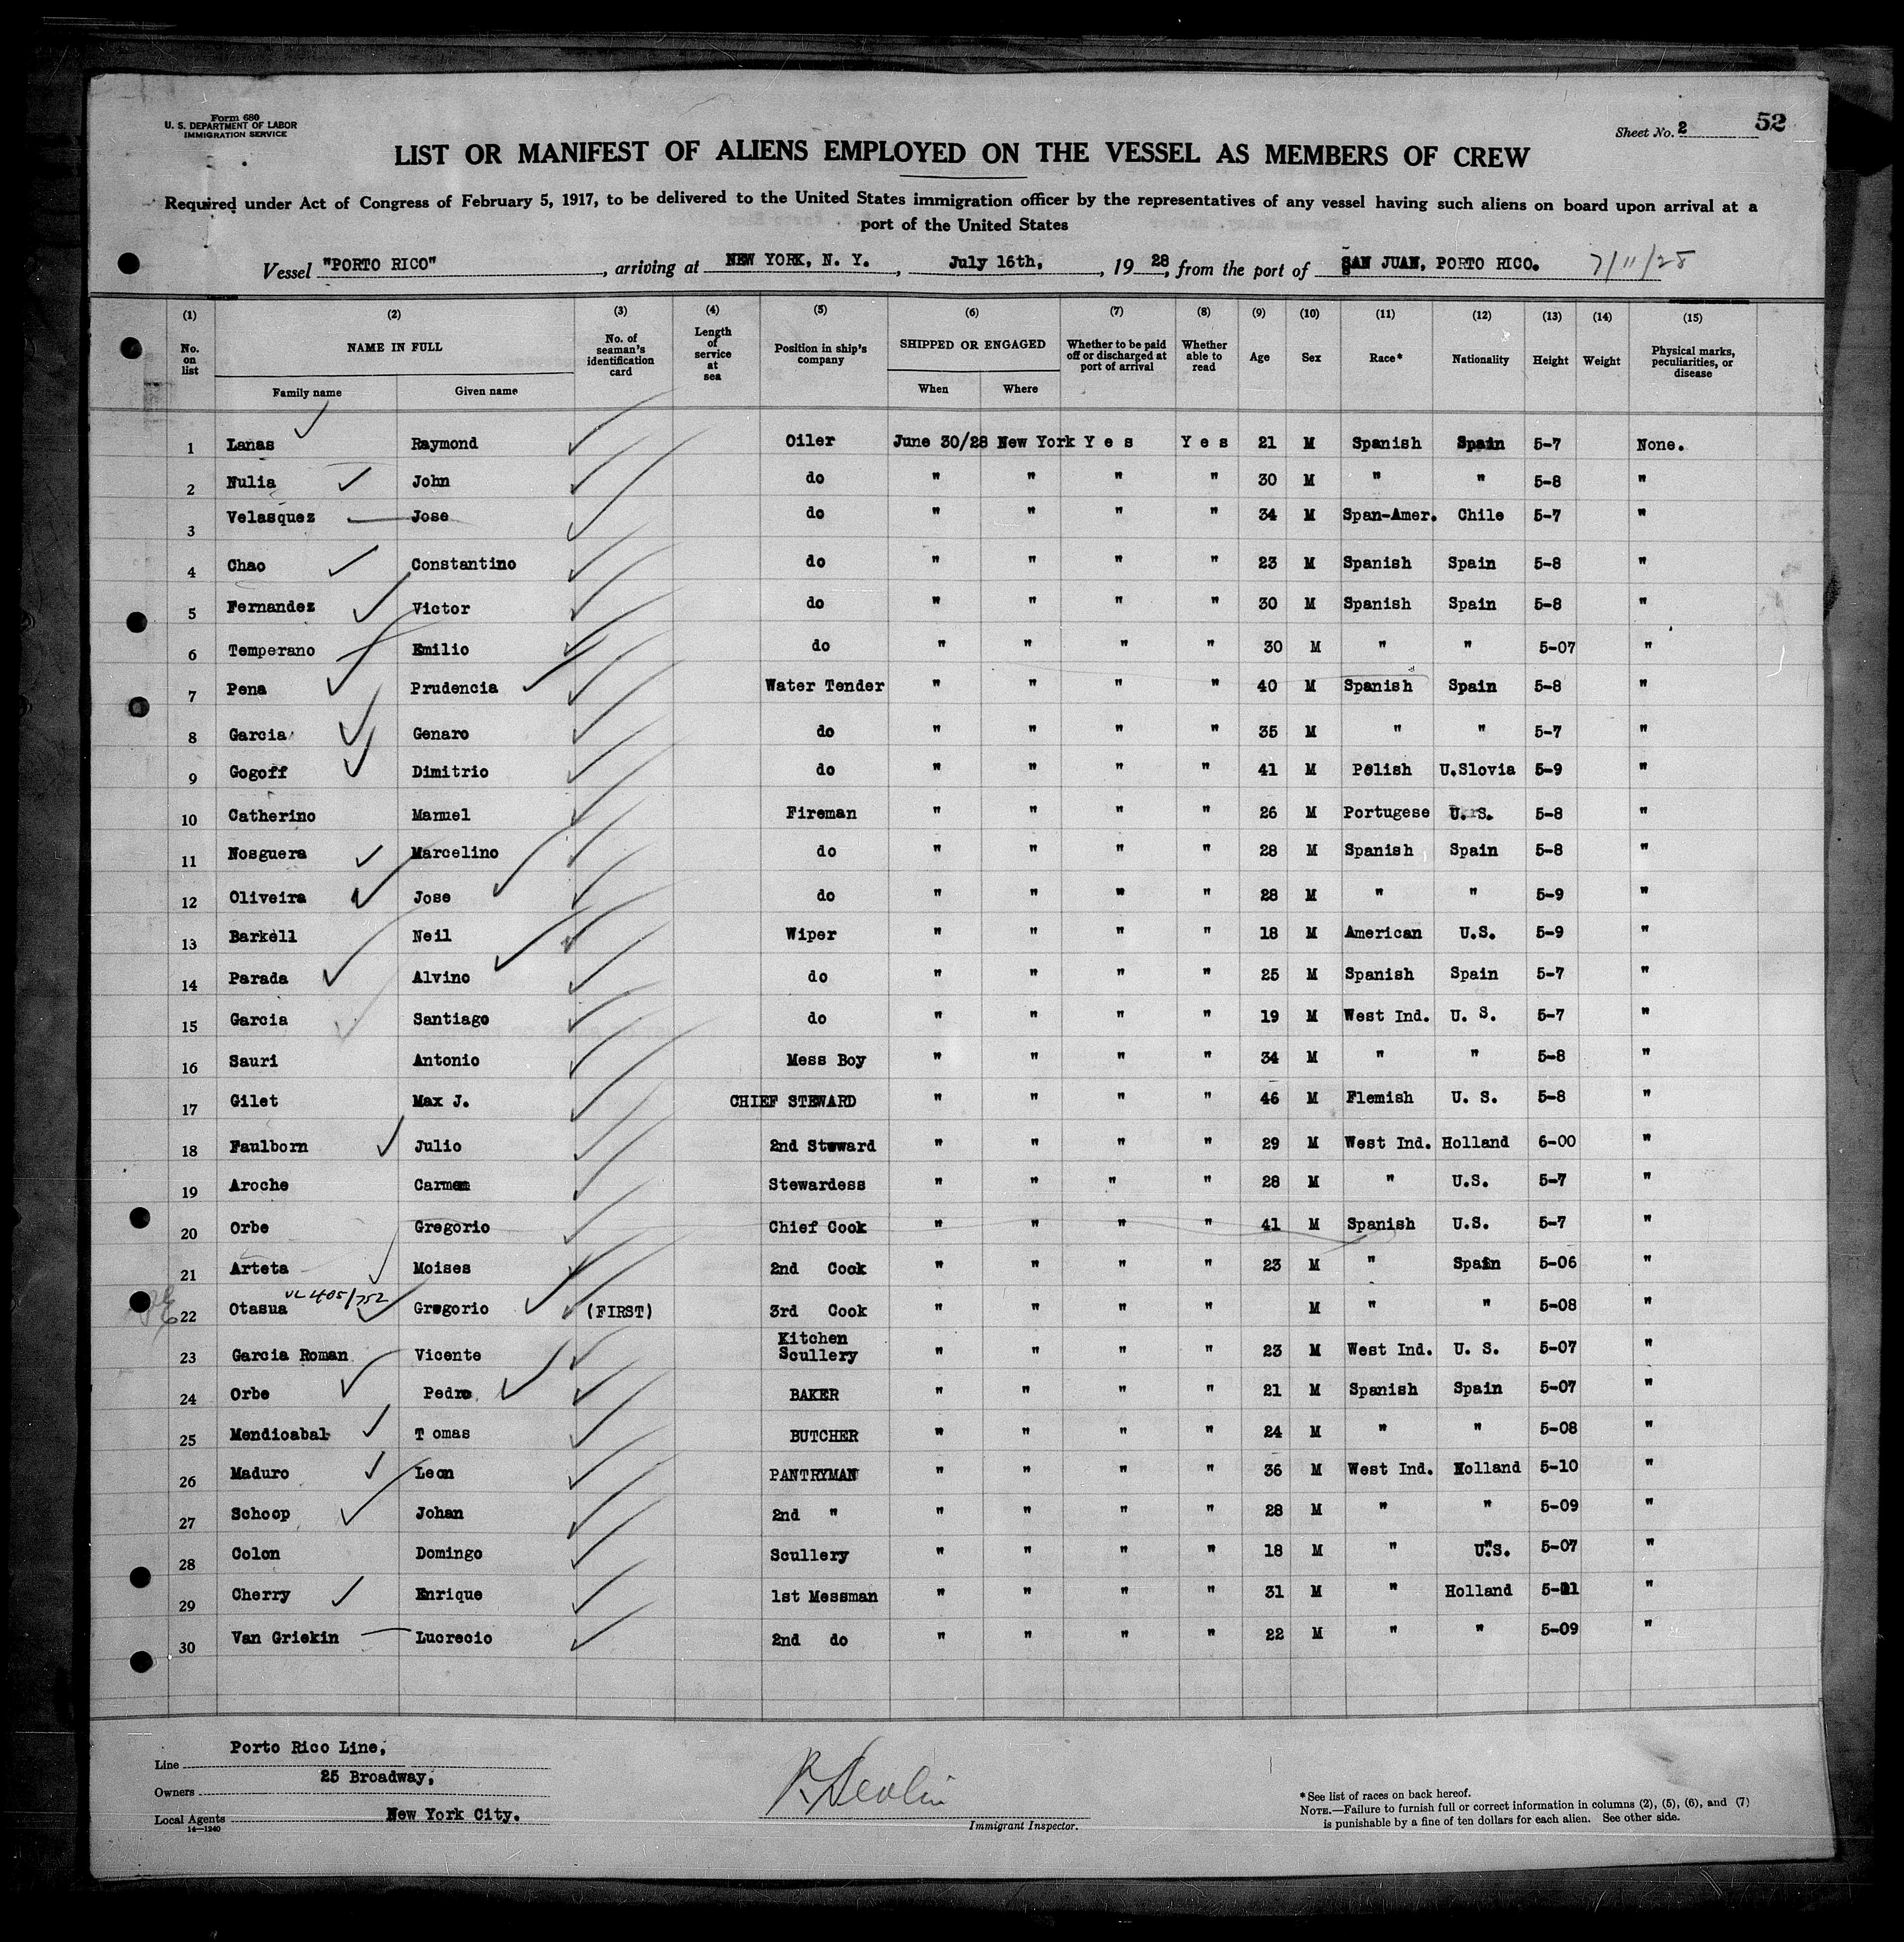 Form 680
U. S. DEPARTMENT OF LABOR
IMMIGRATION SERVICE
Sheet No. 2
52
LIST OR MANIFEST OF ALIENS EMPLOYED ON THE VESSEL AS MEMBERS OF CREW
Required under Act of Congress of February 5, 1917, to be delivered to the United States immigration officer by the representatives of any vessel having such aliens on board upon arrival at a
port of the United States
Vessel "PORTO RICO", arriving at NEW YORK, N. Y., July 16th, 1928, from the port of SAN JUAN, PORTO RICO. 7/11/28
(1) (2) (3) (4) (5) (6) (7) (8) (9) (10) (11) (12) (13) (14) (15)
No. on list NAME IN FULL No. of seaman's identification card Length of service at sea Position in ship's company SHIPPED OR ENGAGED Whether to be paid off or discharged at port of arrival Whether able to read Age Sex Race* Nationality Height Weight Physical marks, peculiarities, or disease
Family name Given name When Where
1 Lanas Raymond Oiler June 30/28 New York Yes Yes 21 M Spanish Spain 5-7 None.
2 Nulia John do " " " " 30 M " " 5-8 "
3 Velasquez Jose do " " " " 34 M Span-Amer. Chile 5-7 "
4 Chao Constantino do " " " " 23 M Spanish Spain 5-8 "
5 Fernandez Victor do " " " " 30 M Spanish Spain 5-8 "
6 Temperano Emilio do " " " " 30 M " " 5-07 "
7 Pena Prudencia Water Tender " " " " 40 M Spanish Spain 5-8 "
8 Garcia Genaro do " " " " 35 M " " 5-7 "
9 Gogoff Dimitrio do " " " " 41 M Polish U.Slovia 5-9 "
10 Catherino Manuel Fireman " " " " 26 M Portugese U. S. 5-8 "
11 Nosguera Marcelino do " " " " 28 M Spanish Spain 5-8 "
12 Oliveira Jose do " " " " 28 M " " 5-9 "
13 Barkell Neil Wiper " " " " 18 M American U.S. 5-9 "
14 Parada Alvino do " " " " 25 M Spanish Spain 5-7 "
15 Garcia Santiago do " " " " 19 M West Ind. U. S. 5-7 "
16 Sauri Antonio Mess Boy " " " " 34 M " " 5-8 "
17 Gilet Max J. CHIEF STEWARD " " " " 46 M Flemish U. S. 5-8 "
18 Faulborn Julio 2nd Steward " " " " 29 M West Ind. Holland 6-00 "
19 Aroche Carmen Stewardess " " " " 28 M " U.S. 5-7 "
20 Orbe Gregorio Chief Cook " " " " 41 M Spanish U.S. 5-7 "
21 Arteta Moises 2nd Cook " " " " 23 M " Spain 5-06 "
VL 405/752
22 Otasua Gregorio (FIRST) 3rd Cook " " " " M " " 5-08 "
23 Garcia Roman Vicente Kitchen Scullery " " " " 23 M West Ind. U. S. 5-07 "
24 Orbe Pedro BAKER " " " " 21 M Spanish Spain 5-07 "
25 Mendicabal Tomas BUTCHER " " " " 24 M " " 5-08 "
26 Maduro Leon PANTRYMAN " " " " 36 M West Ind. Holland 5-10 "
27 Schoop Johan 2nd " " " " " 28 M " " 5-09 "
28 Colon Domingo Scullery " " " " 18 M " U.S. 5-07 "
29 Cherry Enrique 1st Messman " " " " 31 M " Holland "
30 Van Griekin Lucrecio 2nd do " " " " 22 M " " 5-09 "
Line Porto Rico Line,
Owners 25 Broadway,
Local Agents New York City.
14—1240
Immigrant Inspector.
* See list of races on back hereof.
NOTE.—Failure to furnish full or correct information in columns (2), (5), (6), and (7)
is punishable by a fine of ten dollars for each alien. See other side.